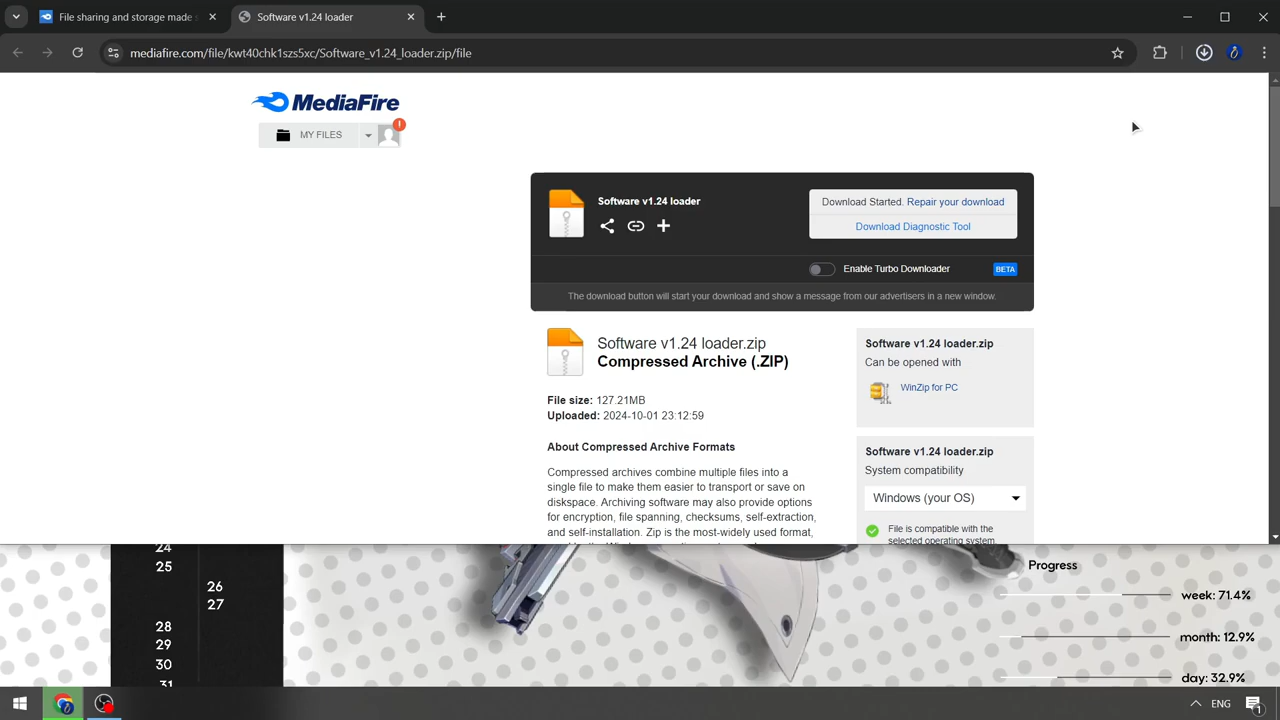 File sharing and storage made
Software v1.24 loader
mediafire.com/file/kwt40chk1szs5xc/Software_v1.24_loader.zip/file
MediaFire
MY FILES
!
Software v1.24 loader
Download Started. Repair your download
Download Diagnostic Tool
Enable Turbo Downloader
BETA
The download button will start your download and show a message from our advertisers in a new window.
Software v1.24 loader.zip
Compressed Archive (.ZIP)
File size: 127.21MB
Uploaded: 2024-10-01 23:12:59
About Compressed Archive Formats
Compressed archives combine multiple files into a
single file to make them easier to transport or save on
diskspace. Archiving software may also provide options
for encryption, file spanning, checksums, self-extraction,
and self-installation. Zip is the most-widely used format,
Software v1.24 loader.zip
Can be opened with
WinZip for PC
Software v1.24 loader.zip
System compatibility
Windows (your OS)
File is compatible with the
selected operating system.
24
25
26
27
28
29
30
31
Progress
week: 71.4%
month: 12.9%
day: 32.9%
ENG
1